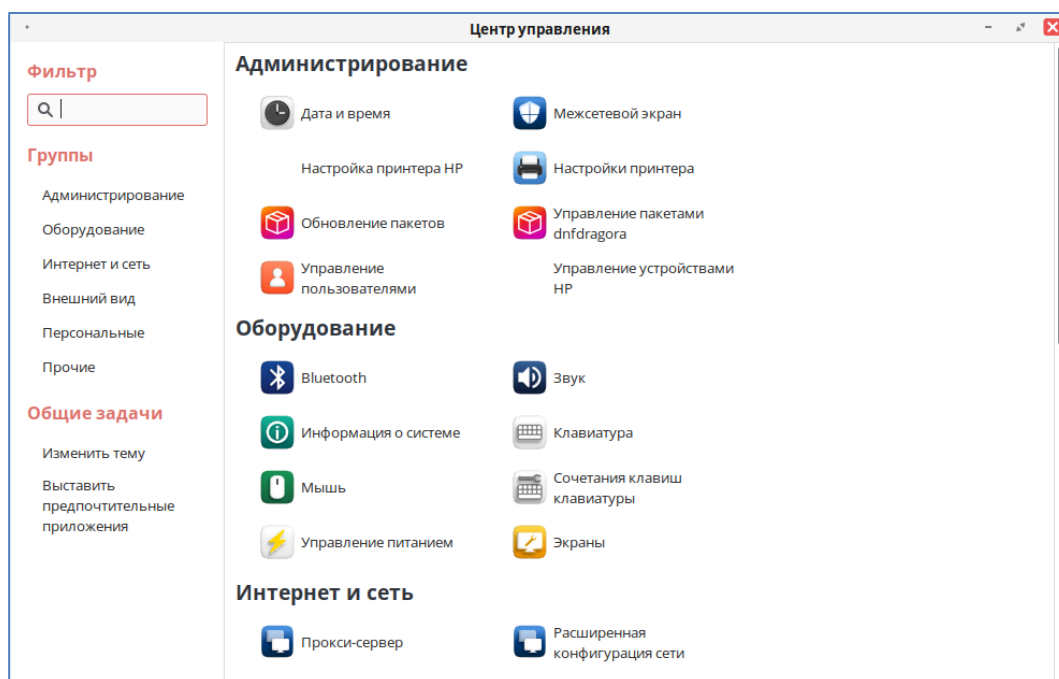 Центр управления
Фильтр
Группы
Администрирование
Оборудование
Интернет и сеть
Внешний вид
Персональные
Прочие
Общие задачи
Изменить тему
Выставить
предпочтительные
приложения
Администрирование
Дата и время
Межсетевой экран
Настройка принтера HP
Настройки принтера
Обновление пакетов
Управление пакетами
dnfdragora
Управление
пользователями
Управление устройствами
HP
Оборудование
Bluetooth
Звук
Информация о системе
Клавиатура
Мышь
Сочетания клавиш
клавиатуры
Управление питанием
Экраны
Интернет и сеть
Прокси-сервер
Расширенная
конфигурация сети